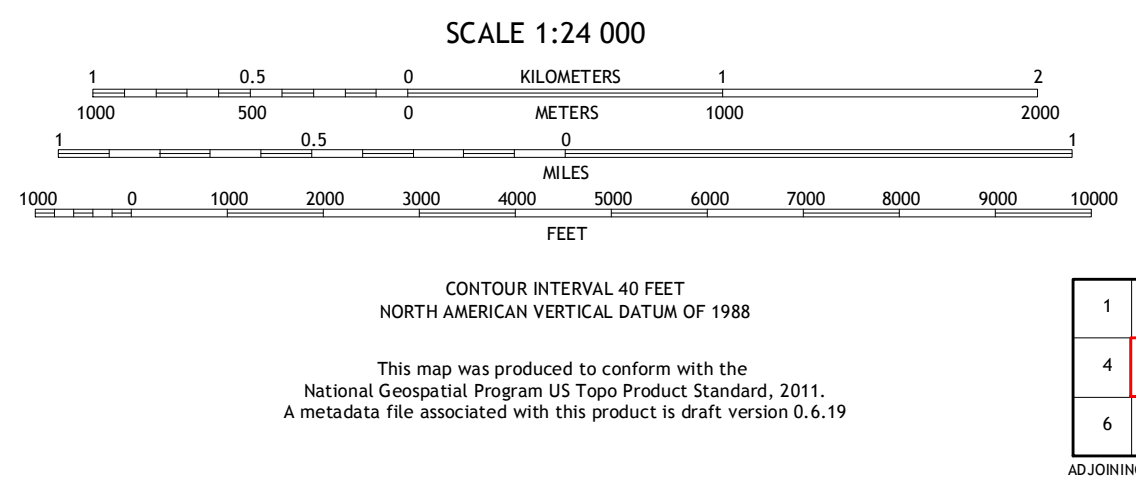 SCALE 1:24 000
1 0.5 0 KILOMETERS 1 2
1000 500 0 METERS 1000 2000
1 0.5 0 1
MILES
1000 0 1000 2000 3000 4000 5000 6000 7000 8000 9000 10000
FEET
CONTOUR INTERVAL 40 FEET
NORTH AMERICAN VERTICAL DATUM OF 1988
This map was produced to conform with the
National Geospatial Program US Topo Product Standard, 2011.
A metadata file associated with this product is draft version 0.6.19
1
4
6